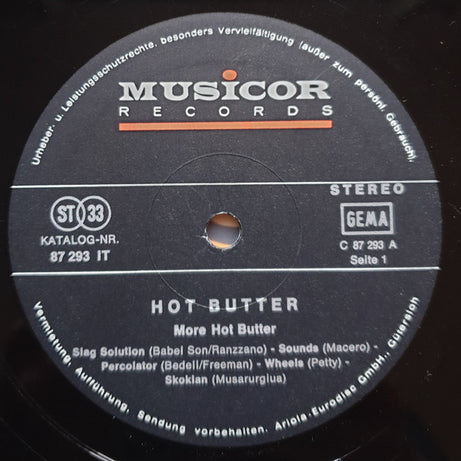 Urheber- u. Leistungsschutzrechte, besonders Vervielfältigung (außer zum persönl. Gebrauch),
MUSICOR
RECORDS
STEREO
ST 33
GEMA
KATALOG-NR.
87 293 IT
C 87 293 A
Seite 1
HOT BUTTER
More Hot Butter
Slag Solution (Babel Son/Ranzzano) - Sounds (Macero) -
Percolator (Bedell/Freeman) - Wheels (Petty) -
Skokian (Musarurgiua)
Vermietung, Aufführung, Sendung vorbehalten. Ariola-Eurodisc GmbH., Gütersloh